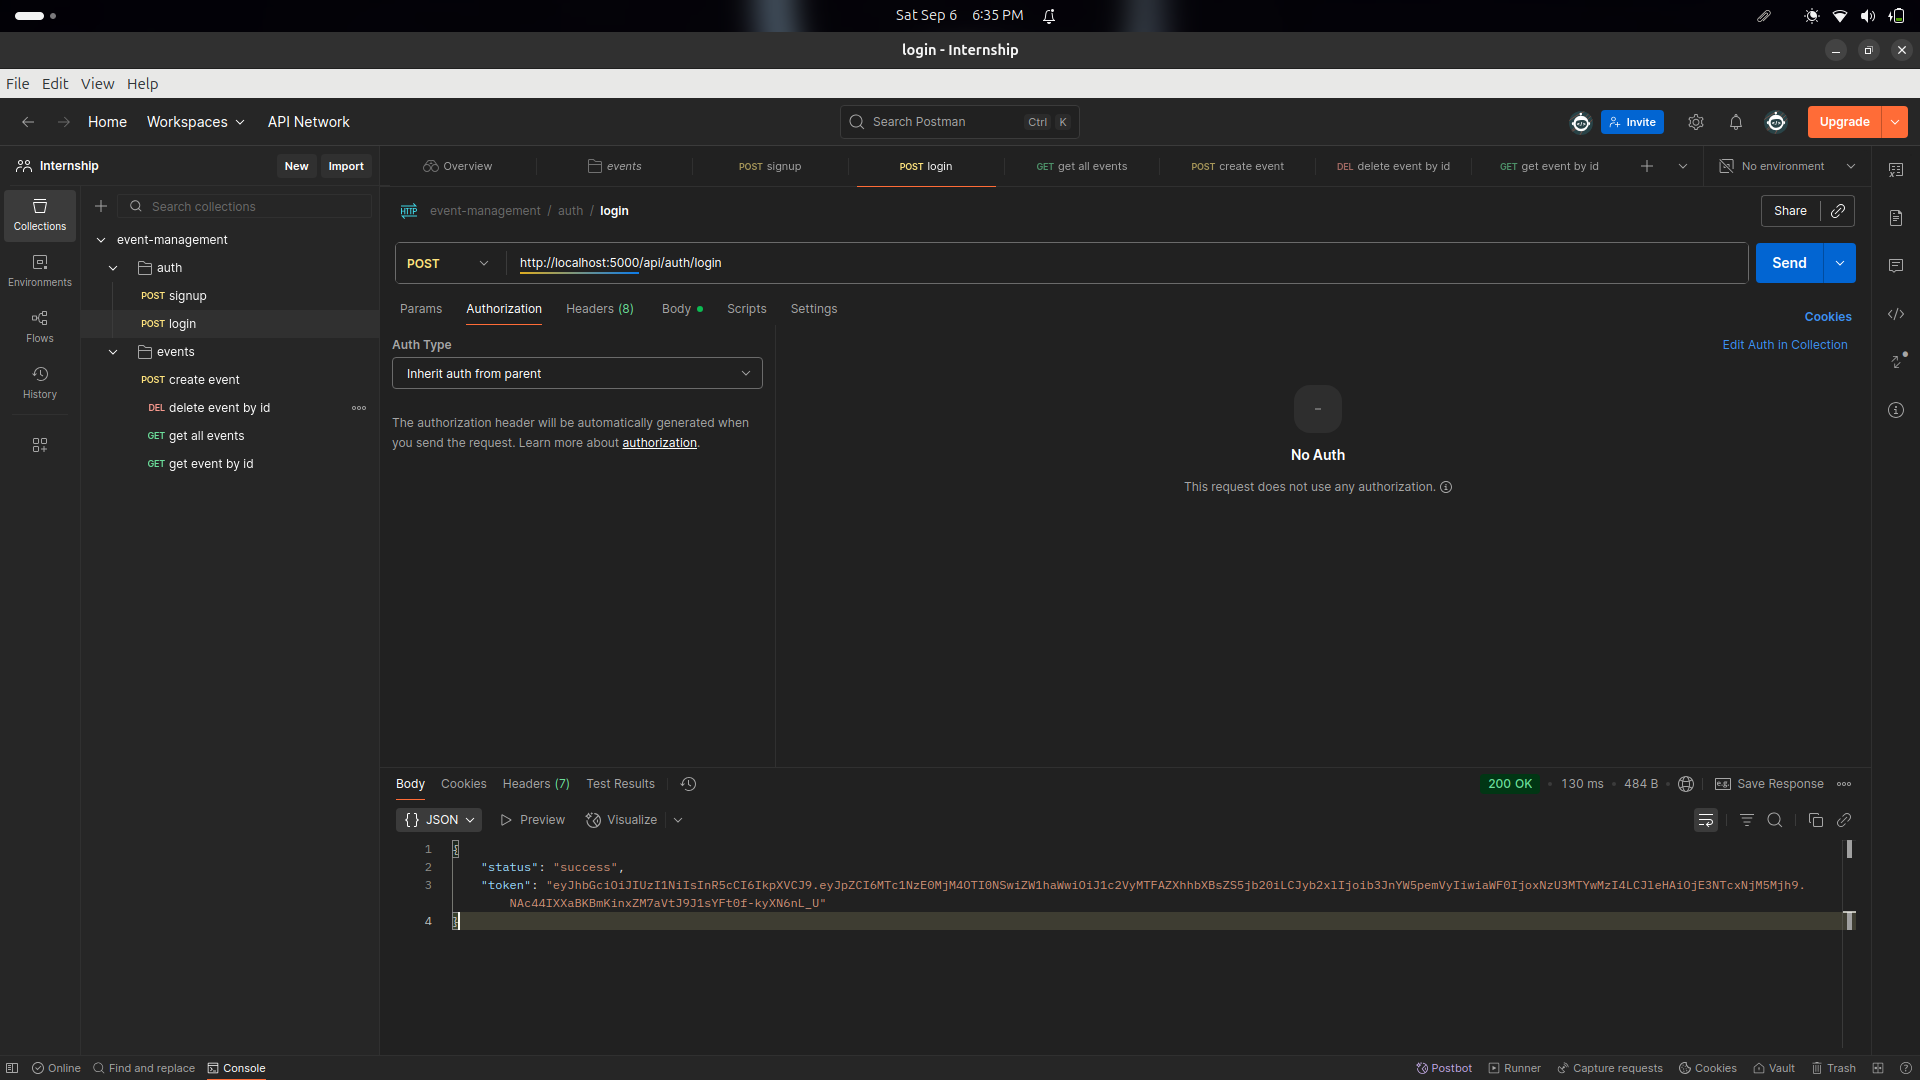 Sat Sep 6 6:35 PM
login - Internship
File Edit View Help
Home Workspaces API Network
Search Postman Ctrl K
Invite
Upgrade
Internship New Import
Overview events POST signup POST login GET get all events POST create event DEL delete event by id GET get event by id
No environment
Collections
Environments
Flows
History
Search collections
event-management
auth
POST signup
POST login
events
POST create event
DEL delete event by id
GET get all events
GET get event by id
HTTP event-management / auth / login
Share
POST http://localhost:5000/api/auth/login
Send
Params Authorization Headers (8) Body Scripts Settings
Cookies
Auth Type
Edit Auth in Collection
Inherit auth from parent
The authorization header will be automatically generated when
you send the request. Learn more about authorization.
-
No Auth
This request does not use any authorization.
Body Cookies Headers (7) Test Results
200 OK • 130 ms • 484 B
e.g. Save Response
{} JSON Preview Visualize
1 {
2 "status": "success",
3 "token": "eyJhbGciOiJIUzI1NiIsInR5cCI6IkpXVCJ9.eyJpZCI6MTc1NzE0MjM4OTI0NSwiZW1haWwiOiJ1c2VyMTFAZXhhbXBsZS5jb20iLCJyb2xlIjoib3JnYW5pemVyIiwiaWF0IjoxNzU3MTYwMzI4LCJleHAiOjE3NTcxNjM5Mjh9.
NAc44IXXaBKBmKinxZM7aVtJ9J1sYFt0f-kyXN6nL_U"
4 }
Online Find and replace Console
Postbot Runner Capture requests Cookies Vault Trash